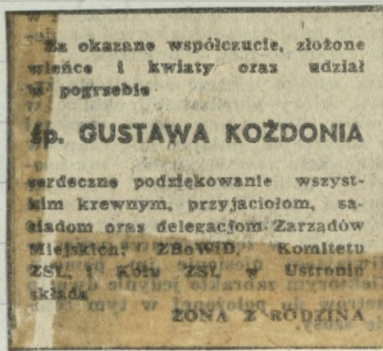 Za okazane współczucie, złożone
wieńce i kwiaty oraz udział
w pogrzebie
śp. GUSTAWA KOŻDONIA
serdeczne podziękowanie wszyst-
kim krewnym, przyjaciołom, są-
siadom oraz delegacjom Zarządów
Miejskich: ZBoWiD, Komitetu
ZSL, i Koła ZSL w Ustroniu
składa
ŻONA Z RODZINĄ